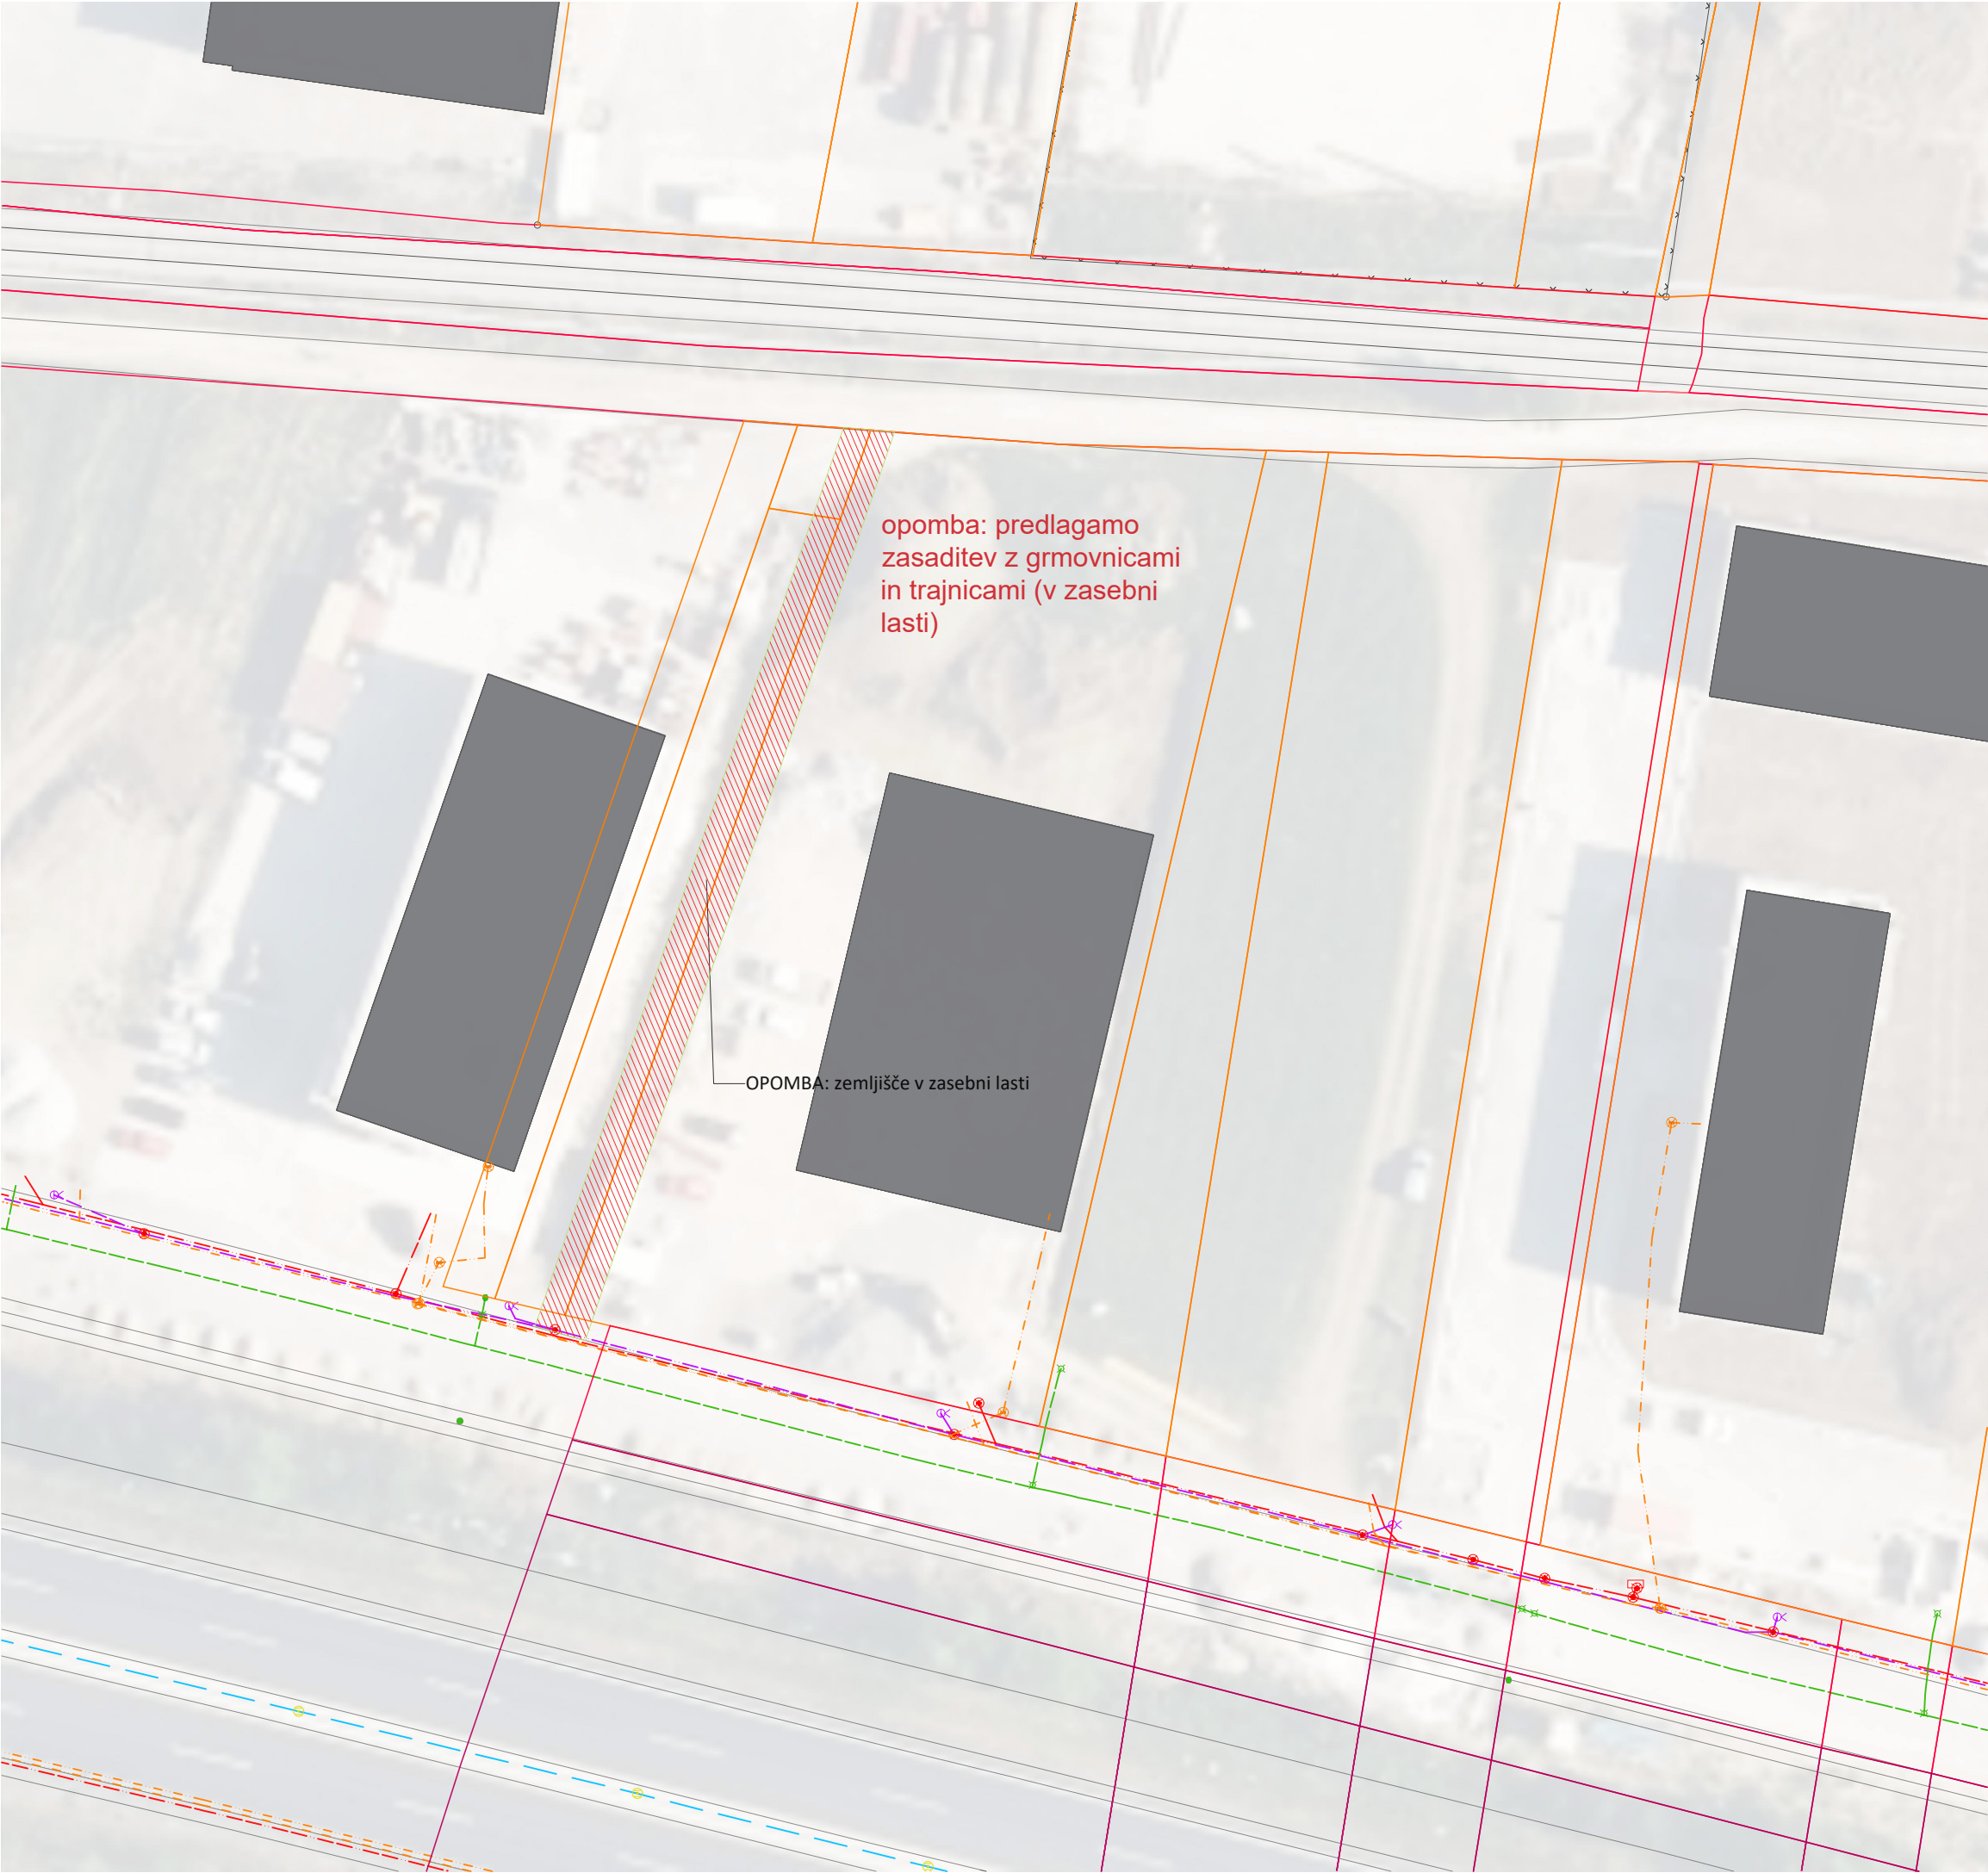 opomba: predlagamo
zasaditev z grmovnicami
in trajnicami (v zasebni
lasti)
OPOMBA: zemljišče v zasebni lasti